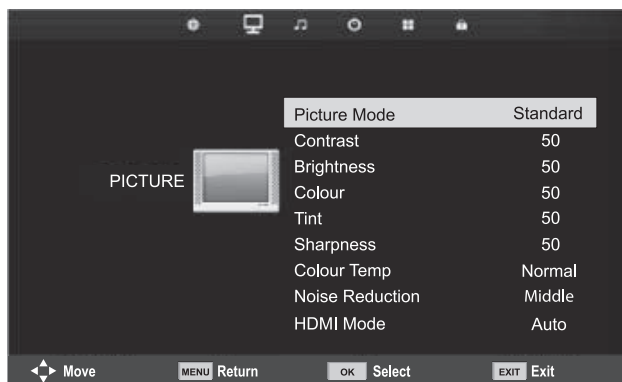 PICTURE
Picture Mode Standard
Contrast 50
Brightness 50
Colour 50
Tint 50
Sharpness 50
Colour Temp Normal
Noise Reduction Middle
HDMI Mode Auto
Move MENU Return OK Select EXIT Exit